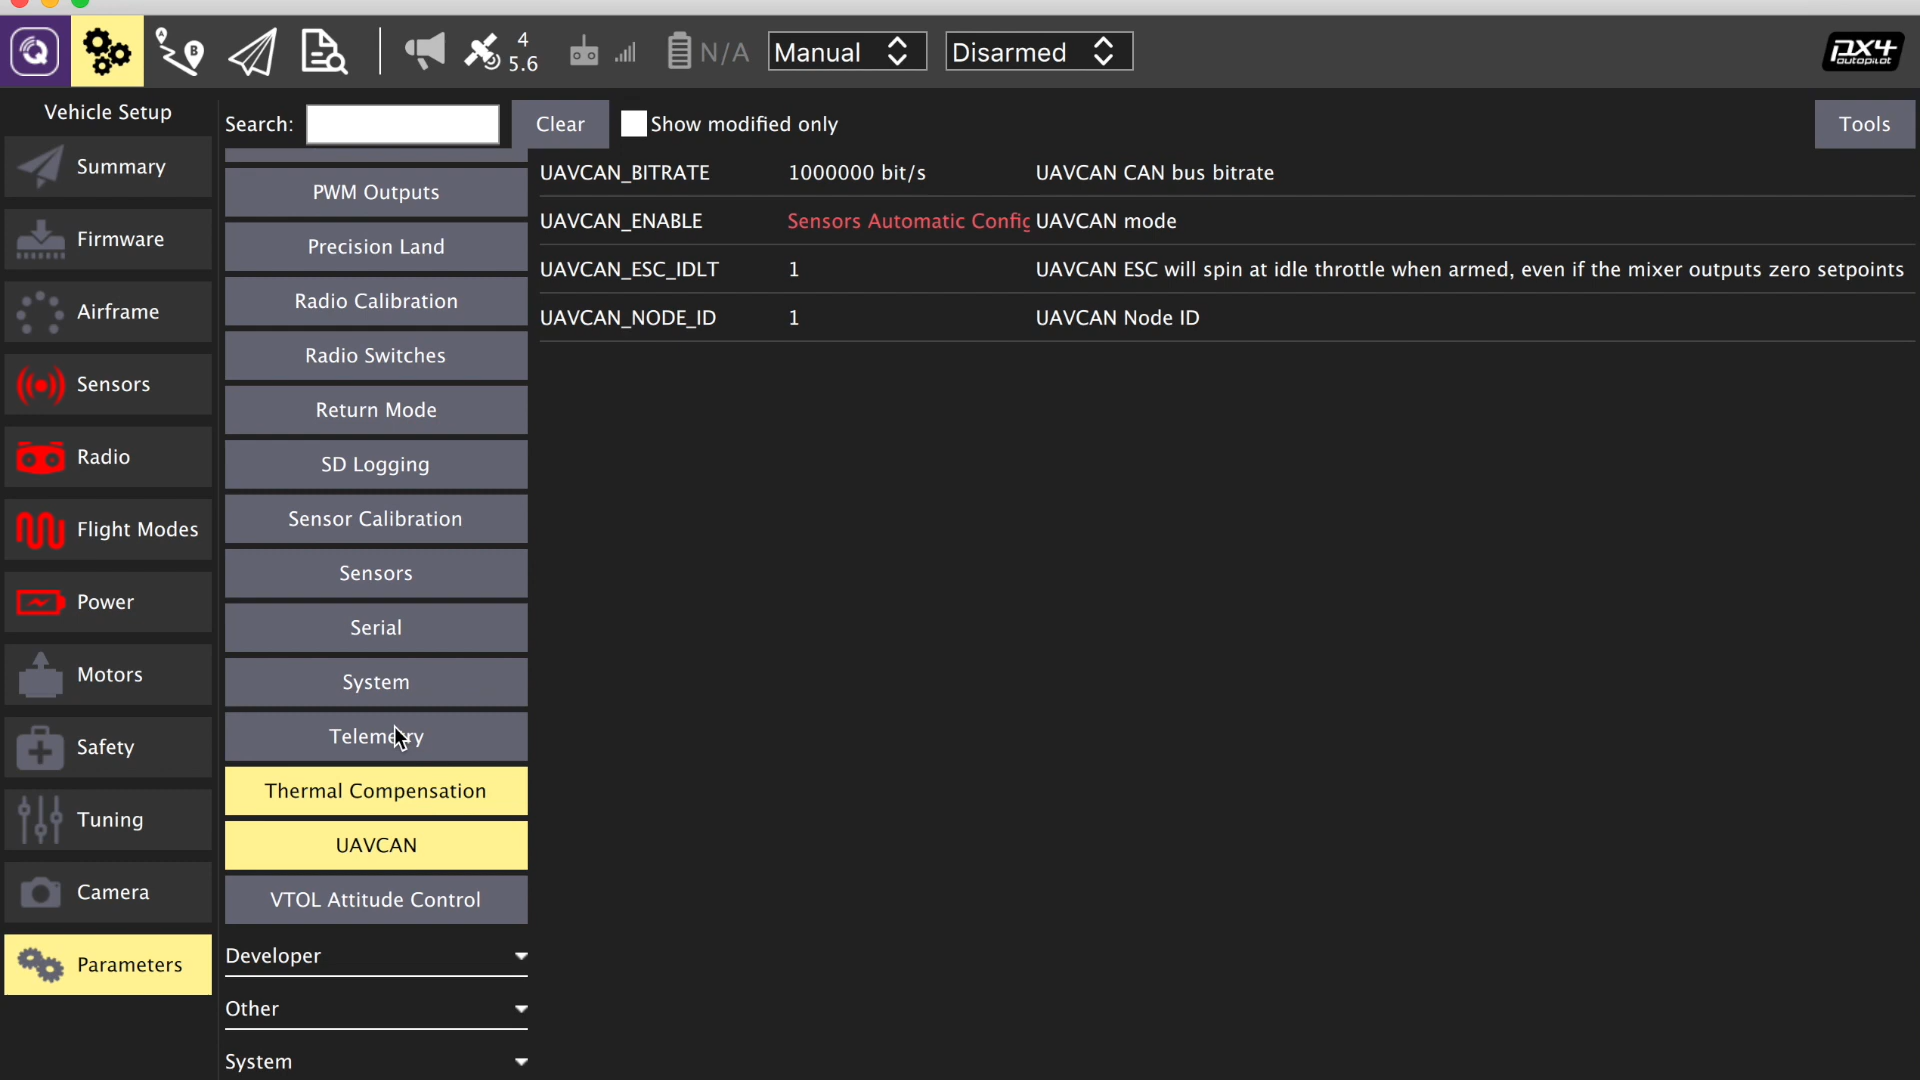 4
5.6
N/A
Manual
Disarmed
PX4
autopilot
Vehicle Setup
Search:
Clear
Show modified only
Tools
Summary
Firmware
Airframe
Sensors
Radio
Flight Modes
Power
Motors
Safety
Tuning
Camera
Parameters
PWM Outputs
Precision Land
Radio Calibration
Radio Switches
Return Mode
SD Logging
Sensor Calibration
Sensors
Serial
System
Telemetry
Thermal Compensation
UAVCAN
VTOL Attitude Control
Developer
Other
System
UAVCAN_BITRATE 1000000 bit/s UAVCAN CAN bus bitrate
UAVCAN_ENABLE Sensors Automatic Config UAVCAN mode
UAVCAN_ESC_IDLT 1 UAVCAN ESC will spin at idle throttle when armed, even if the mixer outputs zero setpoints
UAVCAN_NODE_ID 1 UAVCAN Node ID